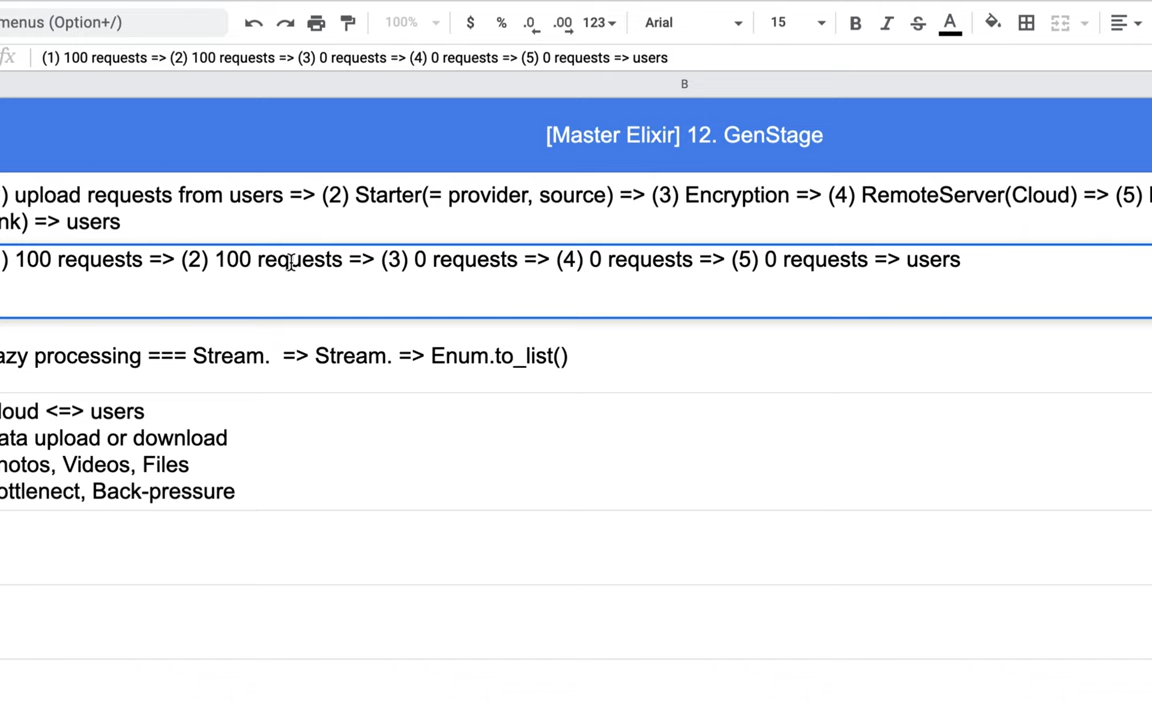 menus (Option+/) 100% $ % .0 .00 123 Arial 15 B I S A
fx (1) 100 requests => (2) 100 requests => (3) 0 requests => (4) 0 requests => (5) 0 requests => users
B
[Master Elixir] 12. GenStage
) upload requests from users => (2) Starter(= provider, source) => (3) Encryption => (4) RemoteServer(Cloud) => (5)
nk) => users
) 100 requests => (2) 100 requests => (3) 0 requests => (4) 0 requests => (5) 0 requests => users
azy processing === Stream.  => Stream. => Enum.to_list()
loud <=> users
ata upload or download
hotos, Videos, Files
ottlenect, Back-pressure